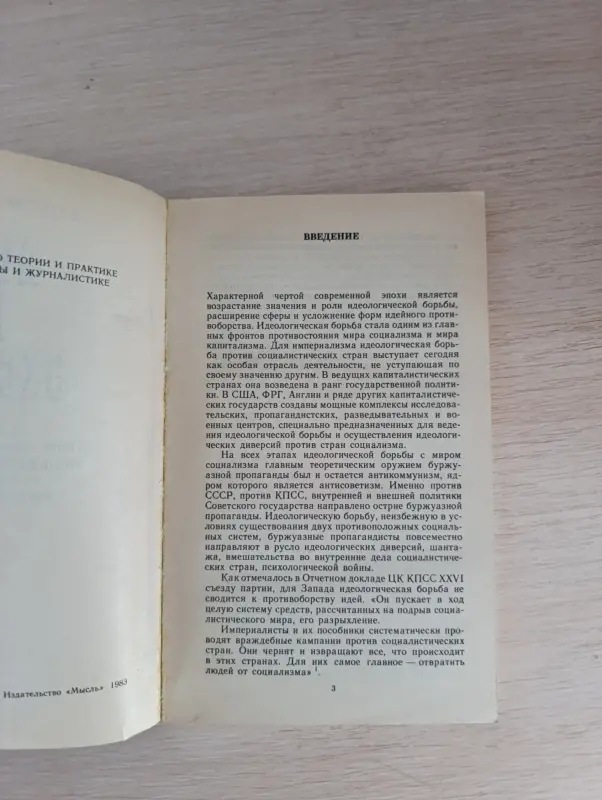 О ТЕОРИИ И ПРАКТИКЕ
Ы И ЖУРНАЛИСТИКЕ
Издательство «Мысль» 1983
ВВЕДЕНИЕ
Характерной чертой современной эпохи является
возрастание значения и роли идеологической борьбы,
расширение сферы и усложнение форм идейного проти-
воборства. Идеологическая борьба стала одним из глав-
ных фронтов противостояния мира социализма и мира
капитализма. Для империализма идеологическая борь-
ба против социалистических стран выступает сегодня
как особая отрасль деятельности, не уступающая по
своему значению другим. В ведущих капиталистических
странах она возведена в ранг государственной полити-
ки. В США, ФРГ, Англии и ряде других капиталистиче-
ских государств созданы мощные комплексы исследова-
тельских, пропагандистских, разведывательных и во-
енных центров, специально предназначенных для веде-
ния идеологической борьбы и осуществления идеологи-
ческих диверсий против стран социализма.
На всех этапах идеологической борьбы с миром
социализма главным теоретическим оружием буржу-
азной пропаганды был и остается антикоммунизм, яд-
ром которого является антисоветизм. Именно против
СССР, против КПСС, внутренней и внешней политики
Советского государства направлено острие буржуазной
пропаганды. Идеологическую борьбу, неизбежную в ус-
ловиях существования двух противоположных социаль-
ных систем, буржуазные пропагандисты повсеместно
направляют в русло идеологических диверсий, шанта-
жа, вмешательства во внутренние дела социалистиче-
ских стран, психологической войны.
Как отмечалось в Отчетном докладе ЦК КПСС XXVI
съезду партии, для Запада идеологическая борьба не
сводится к противоборству идей. «Он пускает в ход
целую систему средств, рассчитанных на подрыв социа-
листического мира, его разрыхление.
Империалисты и их пособники систематически про-
водят враждебные кампании против социалистических
стран. Они чернят и извращают все, что происходит
в этих странах. Для них самое главное — отвратить
людей от социализма» 1.
3